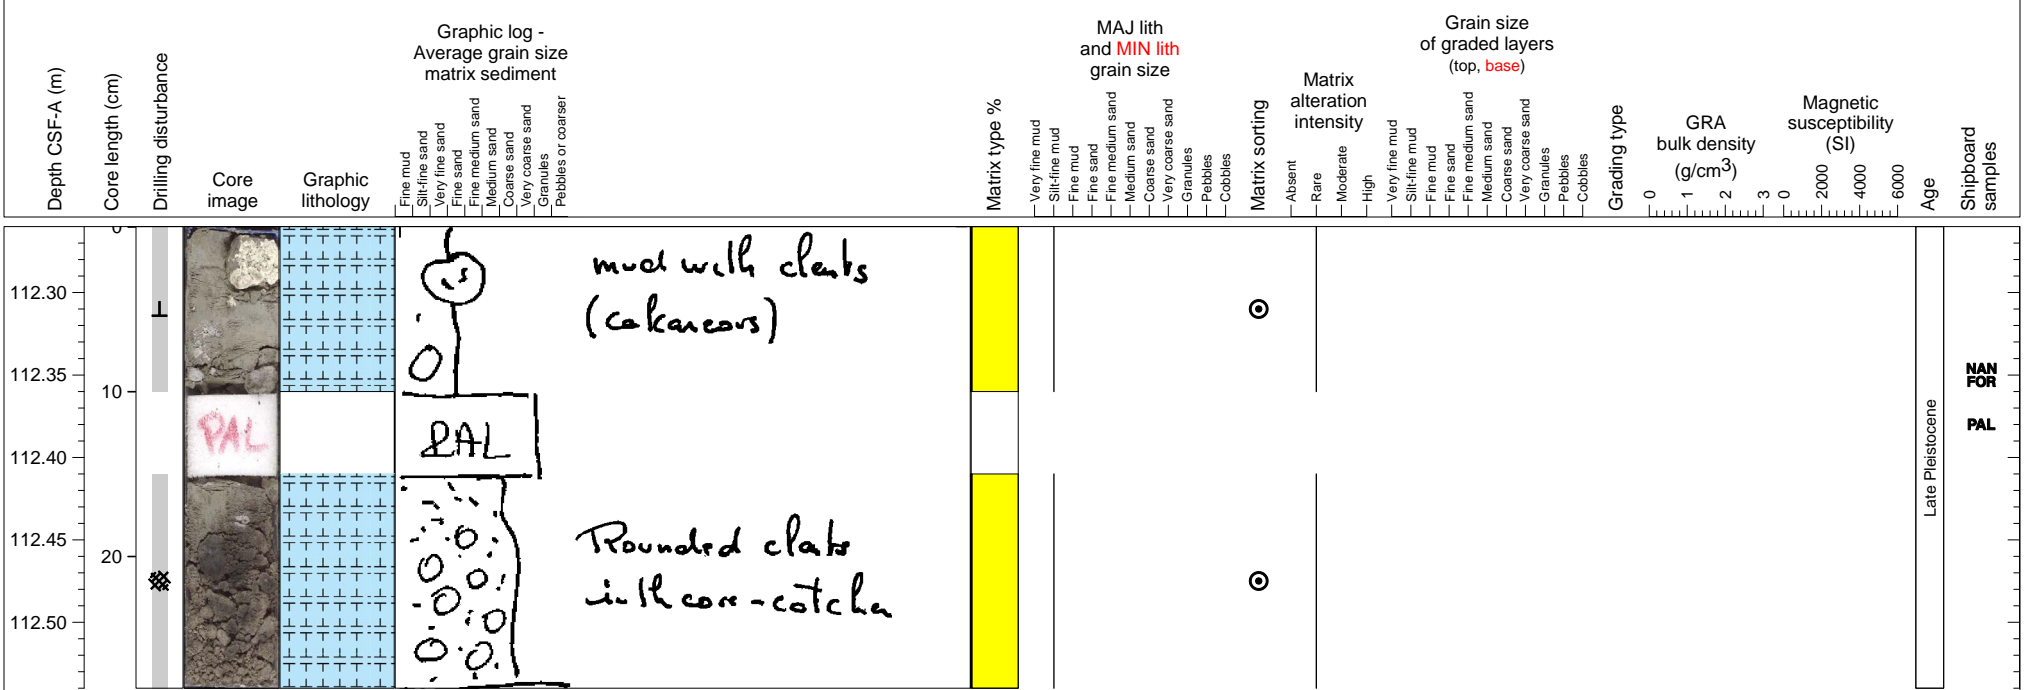 Depth CSF-A (m)
Core length (cm)
Drilling disturbance
Core
image
Graphic
lithology
Graphic log -
Average grain size
matrix sediment
Fine mud
Silt-fine sand
Very fine sand
Fine sand
Fine medium sand
Medium sand
Coarse sand
Very coarse sand
Granules
Pebbles or coarser
Matrix type %
MAJ lith
and MIN lith
grain size
Very fine mud
Silt-fine mud
Fine mud
Fine sand
Fine medium sand
Medium sand
Coarse sand
Very coarse sand
Granules
Pebbles
Cobbles
Matrix sorting
Matrix
alteration
intensity
Absent
Rare
Moderate
High
Grain size
of graded layers
(top, base)
Very fine mud
Silt-fine mud
Fine mud
Fine sand
Fine medium sand
Medium sand
Coarse sand
Very coarse sand
Granules
Pebbles
Cobbles
Grading type
GRA
bulk density
(g/cm3)
0 1 2 3
Magnetic
susceptibility
(SI)
0 2000 4000 6000
Age
Shipboard
samples
0
112.30
112.35
10
112.40
112.45
20
112.50
PAL
PAL
mud with clasts
(calcareous)
Rounded clasts
in the core-catcher
Late Pleistocene
NAN
FOR
PAL